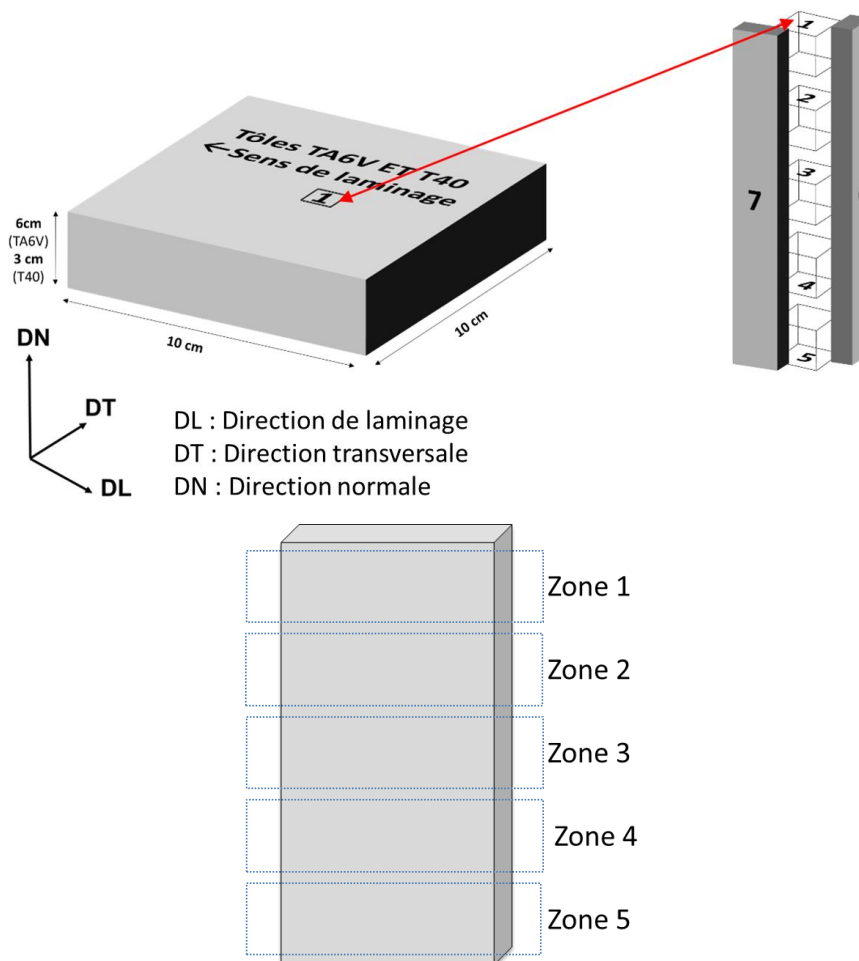 Tôles TA6V ET T40
←Sens de laminage
1
6cm
(TA6V)
3 cm
(T40)
10 cm
10 cm
1
2
3
4
5
7
DN
DT
DL
DL : Direction de laminage
DT : Direction transversale
DN : Direction normale
Zone 1
Zone 2
Zone 3
Zone 4
Zone 5